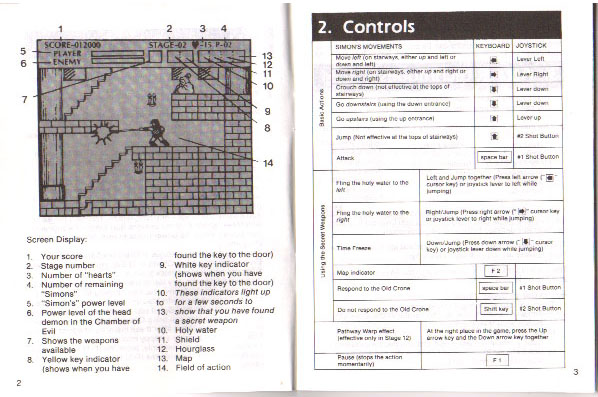 1 2 3 4
SCORE-012000 STAGE-02 ♥-15 P-02
5 PLAYER
6 ENEMY
13
12
11
10
7
9
8
14
Screen Display:
1. Your score
2. Stage number
3. Number of "hearts"
4. Number of remaining
"Simons"
5. "Simon's" power level
6. Power level of the head
demon in the Chamber of
Evil
7. Shows the weapons
available
8. Yellow key indicator
(shows when you have
found the key to the door)
9. White key indicator
(shows when you have
found the key to the door)
10. These indicators light up
to for a few seconds to
13. show that you have found
a secret weapon
10. Holy water
11. Shield
12. Hourglass
13. Map
14. Field of action
2
2. Controls
SIMON'S MOVEMENTS KEYBOARD JOYSTICK
Basic Actions
Move left (on stairways, either up and left or
down and left) Lever Left
Move right (on stairways, either up and right or
down and right) Lever Right
Crouch down (not effective at the tops of
stairways) Lever down
Go downstairs (using the down entrance) Lever down
Go upstairs (using the up entrance) Lever up
Jump (Not effective at the tops of stairways) #2 Shot Button
Attack space bar #1 Shot Button
Using the Secret Weapons
Fling the holy water to the
left
Left and Jump together (Press left arrow ("←"
cursor key) or joystick lever to left while
jumping)
Fling the holy water to the
right
Right/Jump (Press right arrow ("→" cursor key
or joystick lever to right while jumping)
Time Freeze
Down/Jump (Press down arrow ("↓" cursor
key) or joystick lever down while jumping)
Map indicator F 2
Respond to the Old Crone space bar #1 Shot Button
Do not respond to the Old Crone Shift key #2 Shot Button
Pathway Warp effect
(effective only in Stage 12)
At the right place in the game, press the Up
arrow key and the Down arrow key together
Pause (stops the action
momentarily) F 1
3